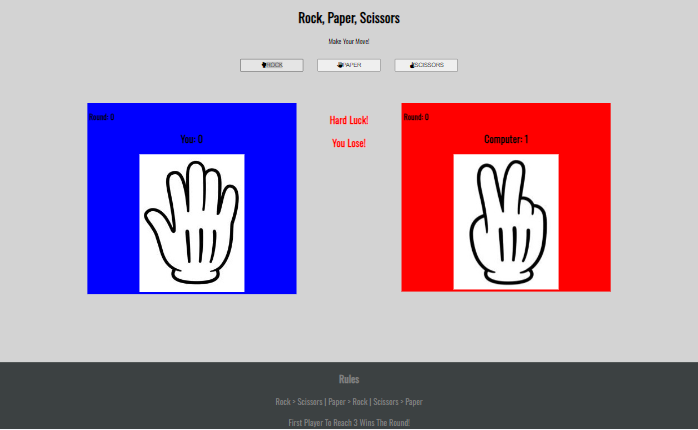 Rock, Paper, Scissors
Make Your Move!
ROCK
PAPER
SCISSORS
Round: 0
You: 0
Hard Luck!
You Lose!
Round: 0
Computer: 1
Rules
Rock > Scissors | Paper > Rock | Scissors > Paper
First Player To Reach 3 Wins The Round!